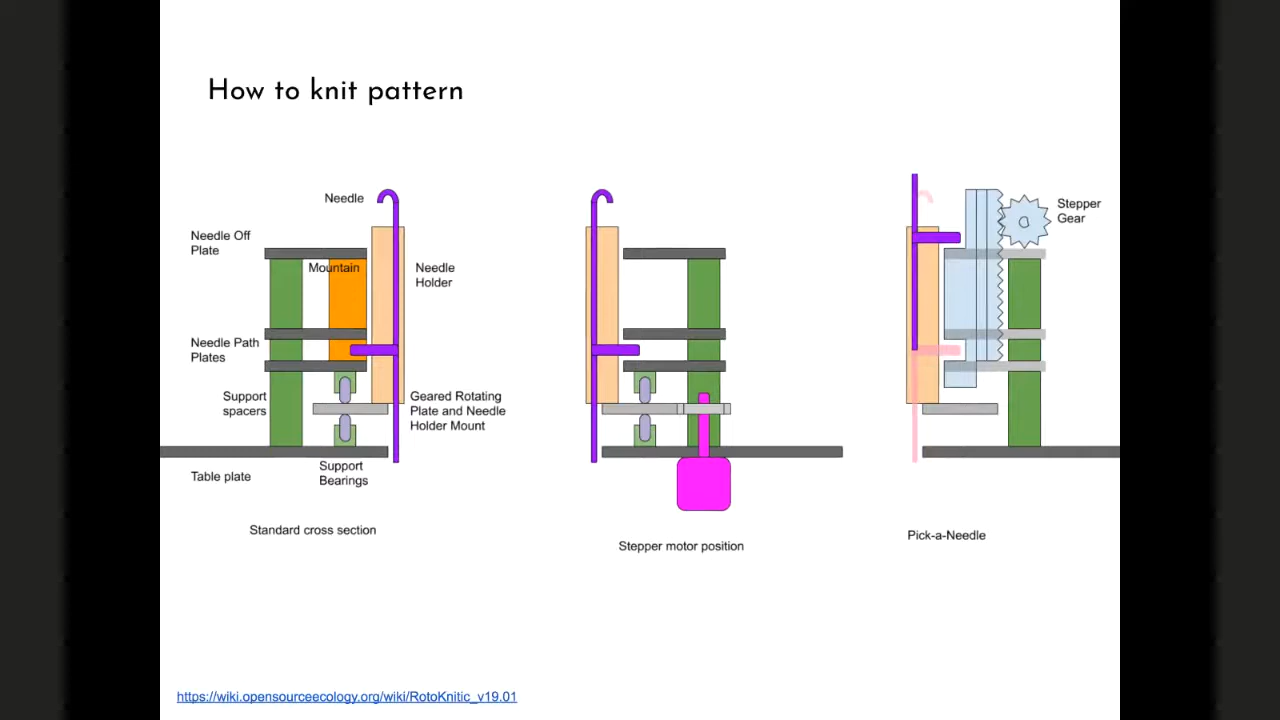 How to knit pattern
Needle
Needle Off
Plate
Mountain
Needle
Holder
Needle Path
Plates
Support
spacers
Geared Rotating
Plate and Needle
Holder Mount
Table plate
Support
Bearings
Standard cross section
Stepper motor position
Stepper
Gear
Pick-a-Needle
https://wiki.opensourceecology.org/wiki/RotoKnitic_v19.01